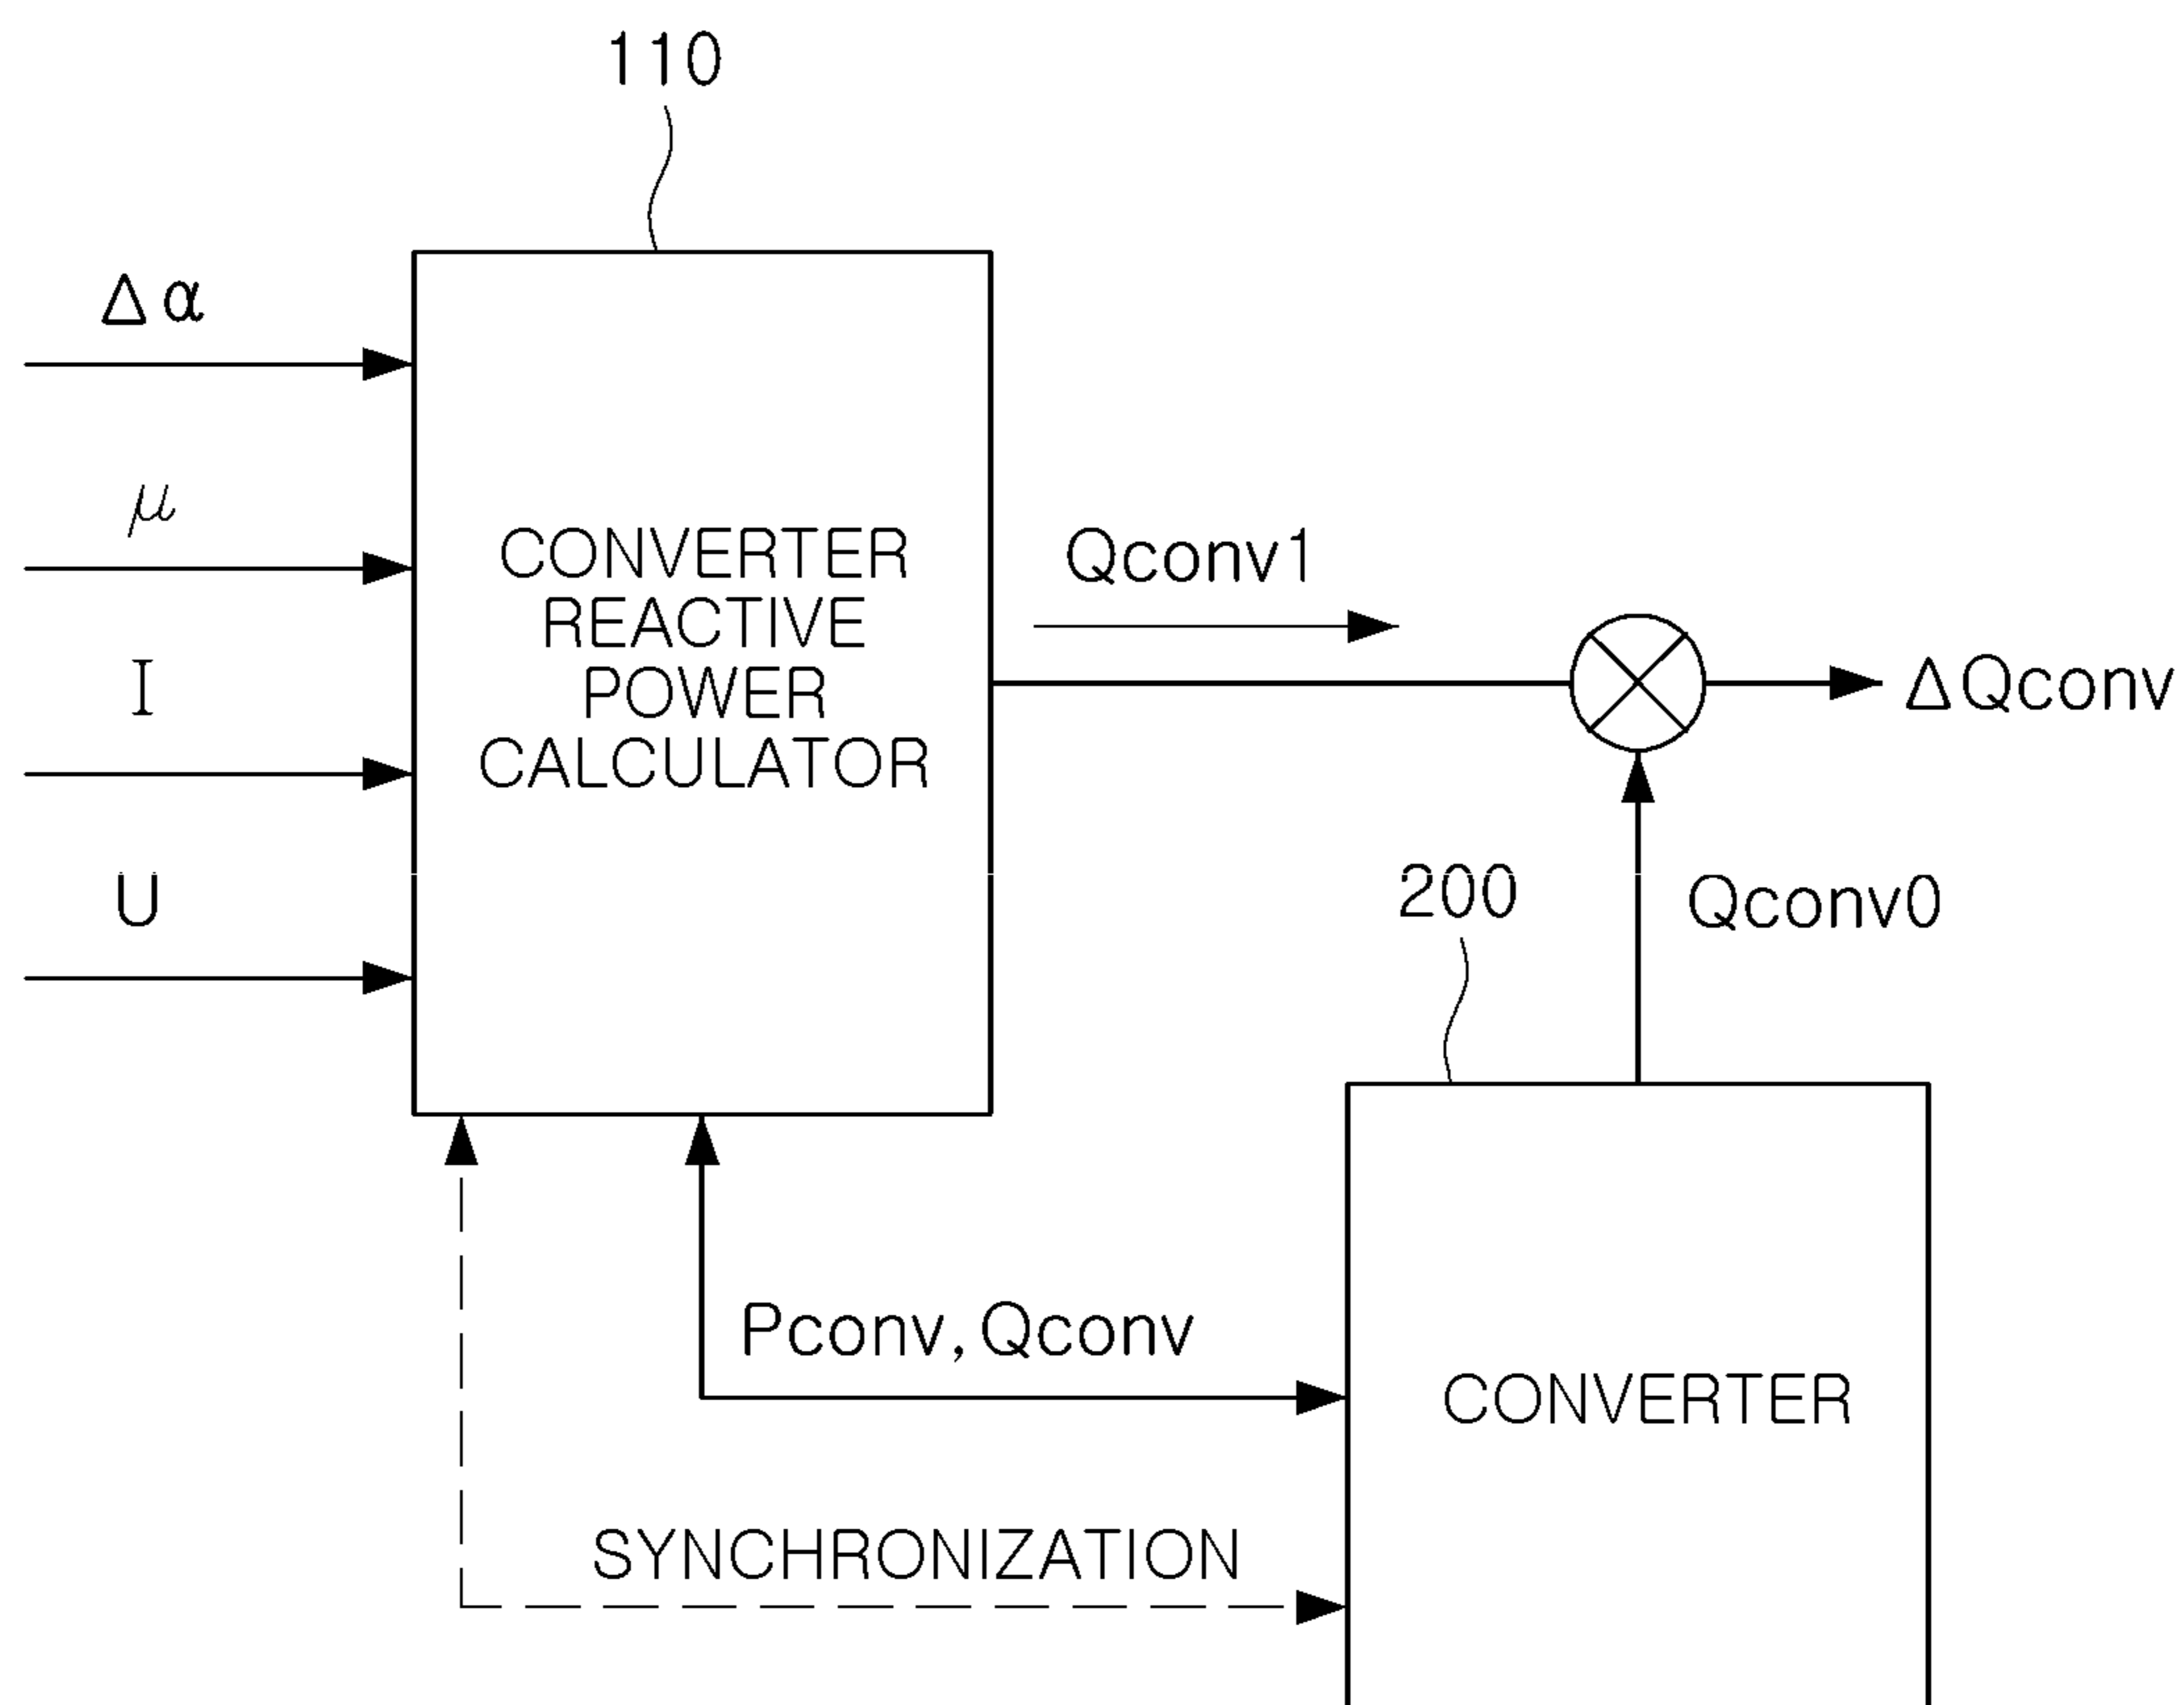 110
Δα
μ
I
U
CONVERTER
REACTIVE
POWER
CALCULATOR
Qconv1
ΔQconv
200
Qconv0
Pconv,Qconv
CONVERTER
SYNCHRONIZATION